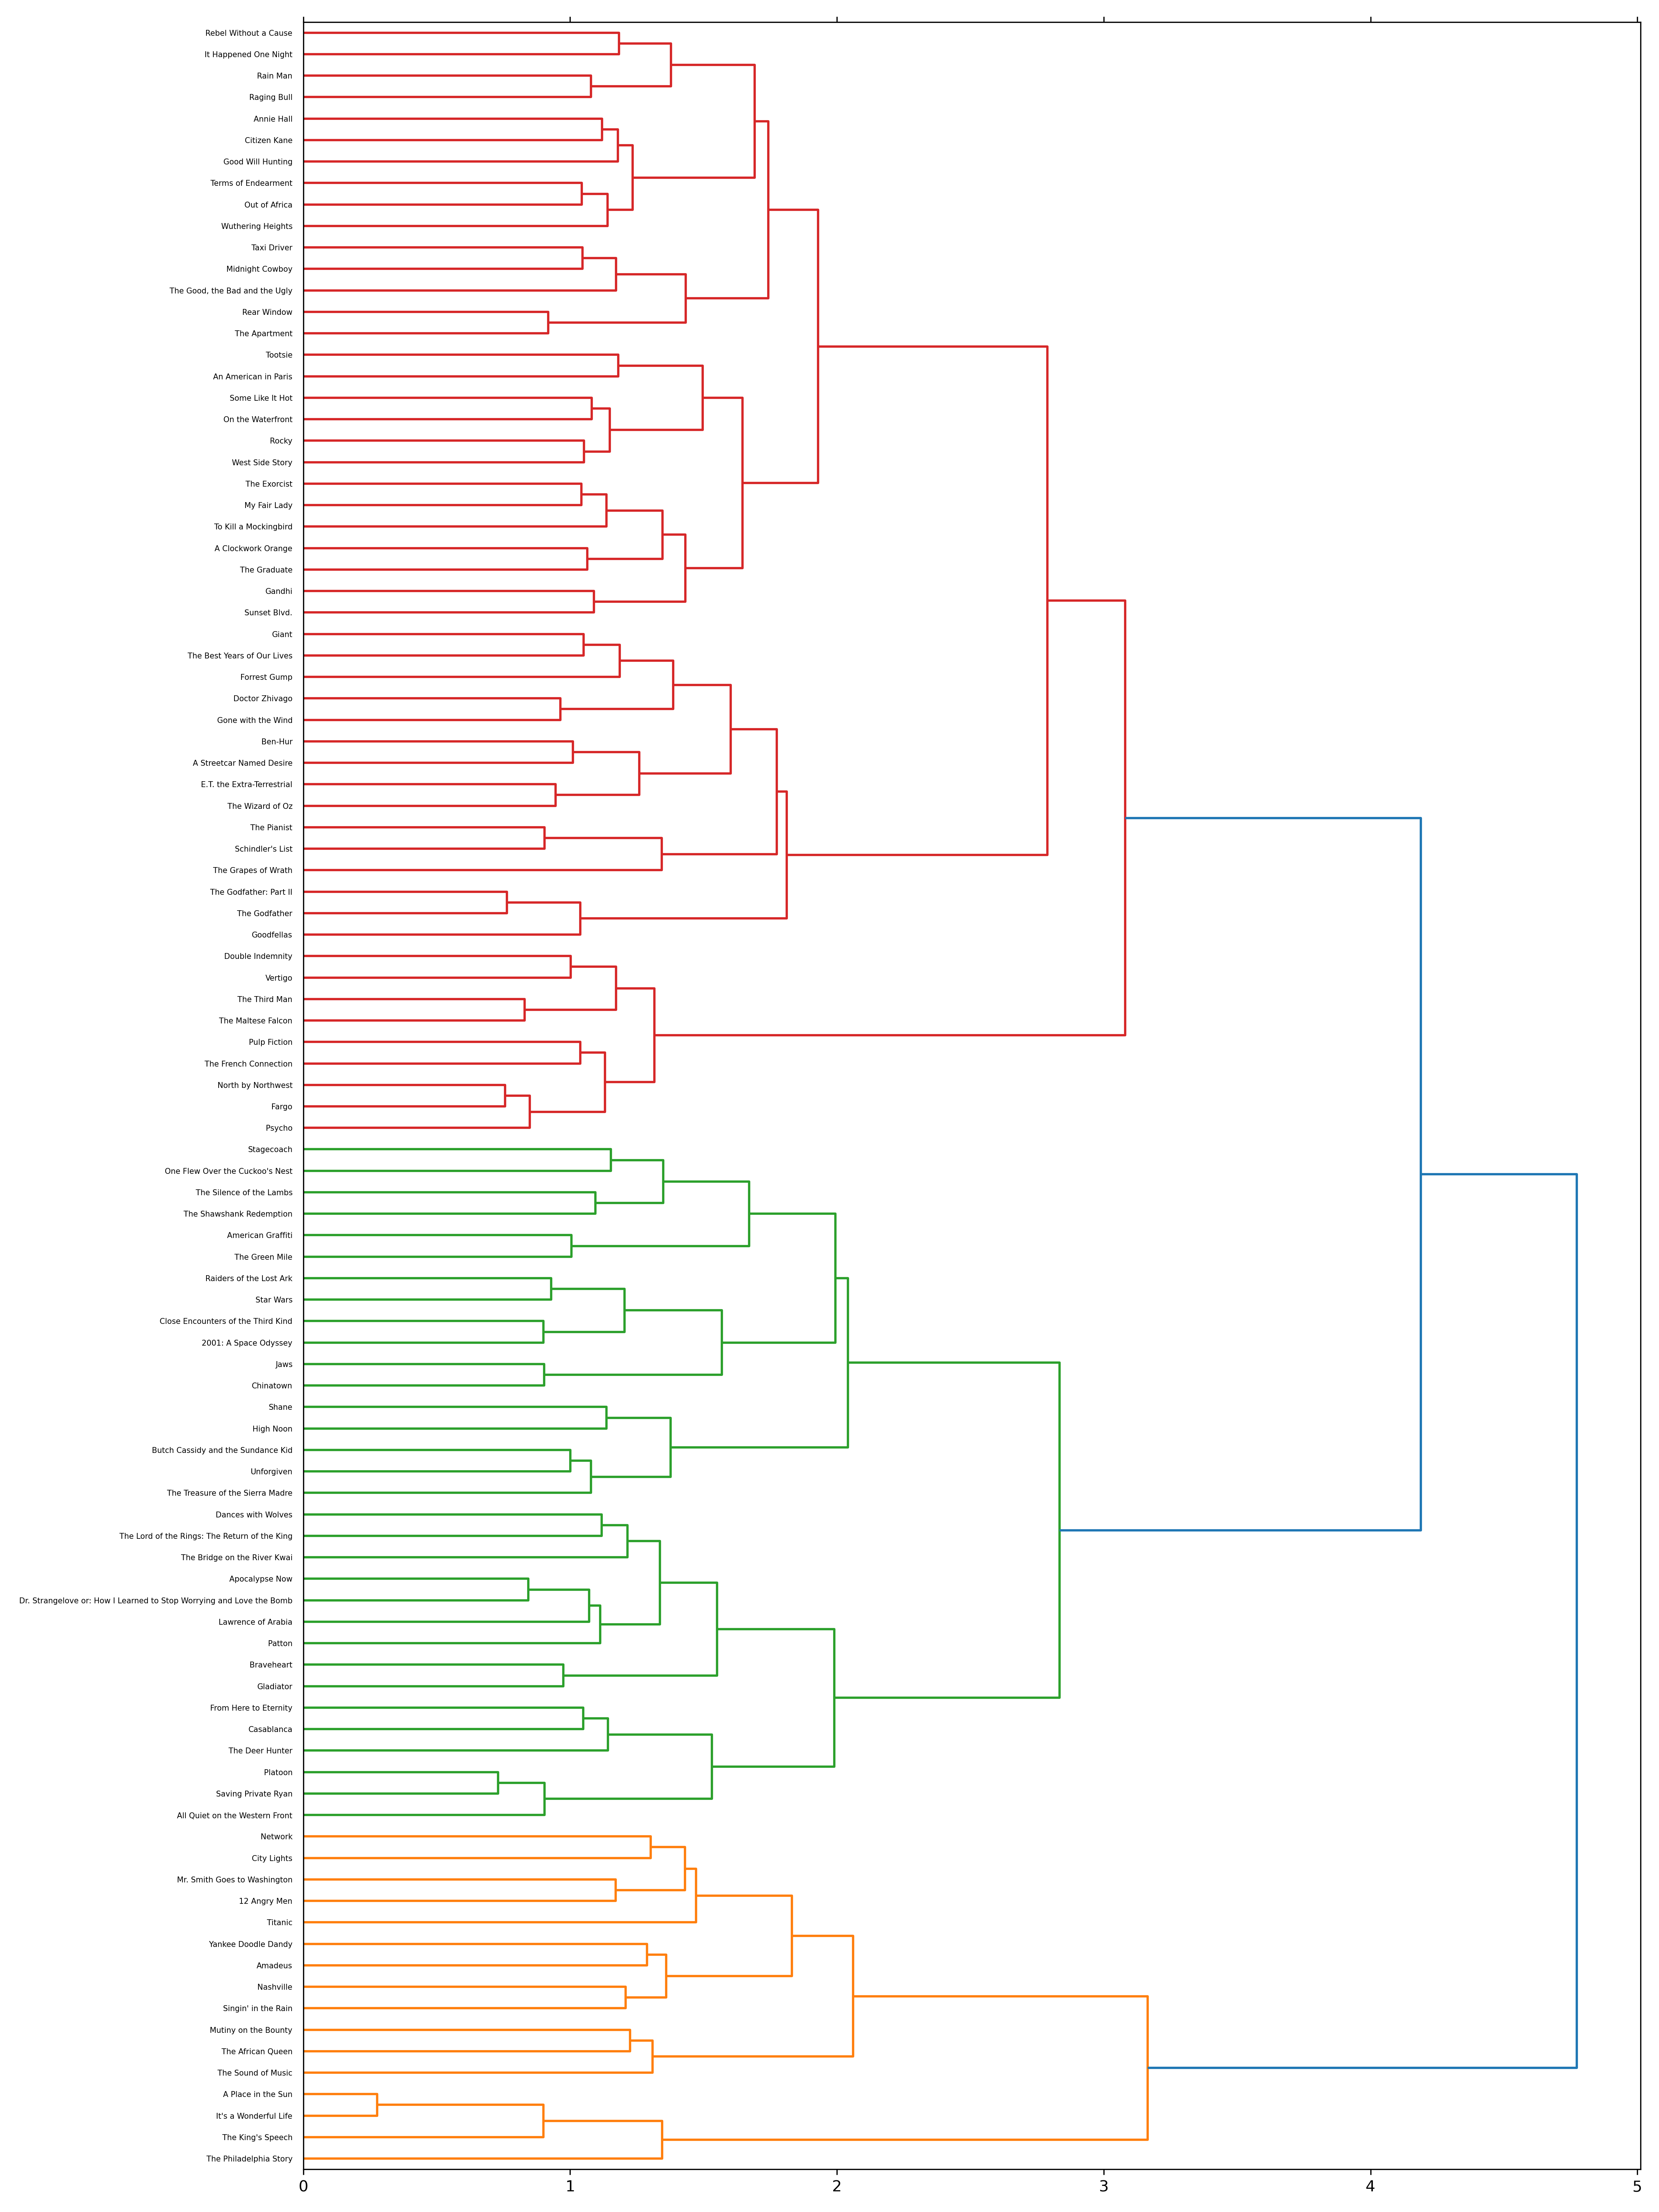 Rebel Without a Cause
It Happened One Night
Rain Man
Raging Bull
Annie Hall
Citizen Kane
Good Will Hunting
Terms of Endearment
Out of Africa
Wuthering Heights
Taxi Driver
Midnight Cowboy
The Good, the Bad and the Ugly
Rear Window
The Apartment
Tootsie
An American in Paris
Some Like It Hot
On the Waterfront
Rocky
West Side Story
The Exorcist
My Fair Lady
To Kill a Mockingbird
A Clockwork Orange
The Graduate
Gandhi
Sunset Blvd.
Giant
The Best Years of Our Lives
Forrest Gump
Doctor Zhivago
Gone with the Wind
Ben-Hur
A Streetcar Named Desire
E.T. the Extra-Terrestrial
The Wizard of Oz
The Pianist
Schindler's List
The Grapes of Wrath
The Godfather: Part II
The Godfather
Goodfellas
Double Indemnity
Vertigo
The Third Man
The Maltese Falcon
Pulp Fiction
The French Connection
North by Northwest
Fargo
Psycho
Stagecoach
One Flew Over the Cuckoo's Nest
The Silence of the Lambs
The Shawshank Redemption
American Graffiti
The Green Mile
Raiders of the Lost Ark
Star Wars
Close Encounters of the Third Kind
2001: A Space Odyssey
Jaws
Chinatown
Shane
High Noon
Butch Cassidy and the Sundance Kid
Unforgiven
The Treasure of the Sierra Madre
Dances with Wolves
The Lord of the Rings: The Return of the King
The Bridge on the River Kwai
Apocalypse Now
Dr. Strangelove or: How I Learned to Stop Worrying and Love the Bomb
Lawrence of Arabia
Patton
Braveheart
Gladiator
From Here to Eternity
Casablanca
The Deer Hunter
Platoon
Saving Private Ryan
All Quiet on the Western Front
Network
City Lights
Mr. Smith Goes to Washington
12 Angry Men
Titanic
Yankee Doodle Dandy
Amadeus
Nashville
Singin' in the Rain
Mutiny on the Bounty
The African Queen
The Sound of Music
A Place in the Sun
It's a Wonderful Life
The King's Speech
The Philadelphia Story
0 1 2 3 4 5